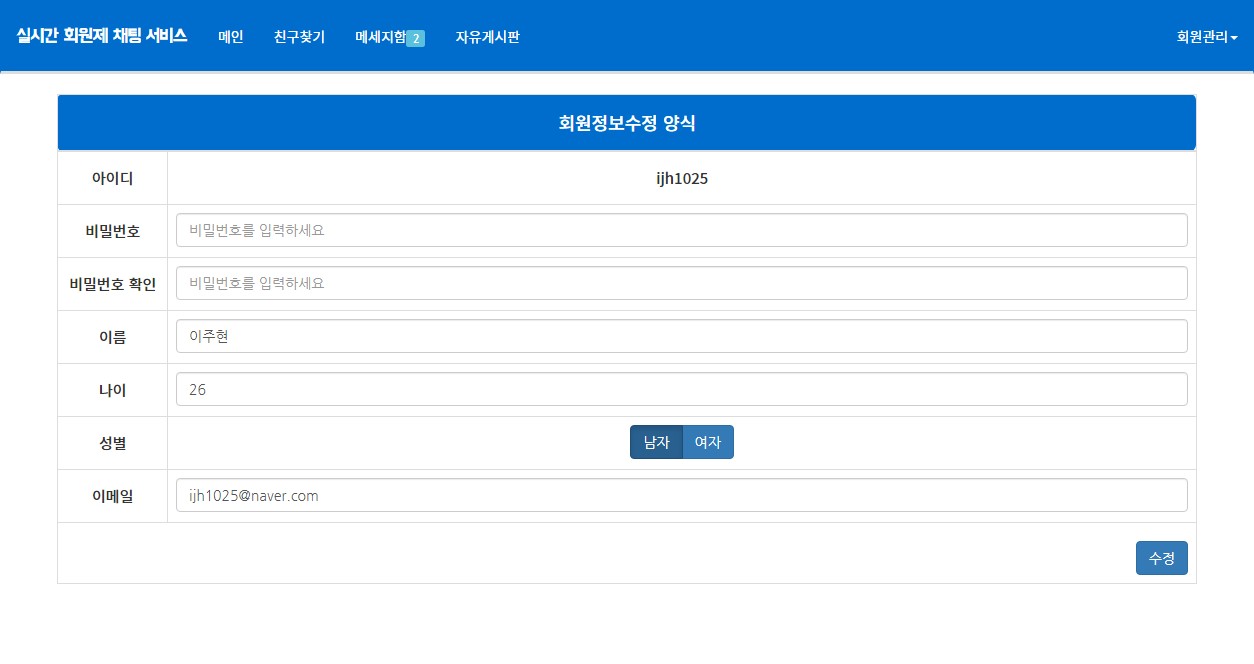 실시간 회원제 채팅 서비스 메인 친구찾기 메세지함 2 자유게시판 회원관리
회원정보수정 양식
아이디 ijh1025
비밀번호 비밀번호를 입력하세요
비밀번호 확인 비밀번호를 입력하세요
이름 이주현
나이 26
성별 남자 여자
이메일 ijh1025@naver.com
수정